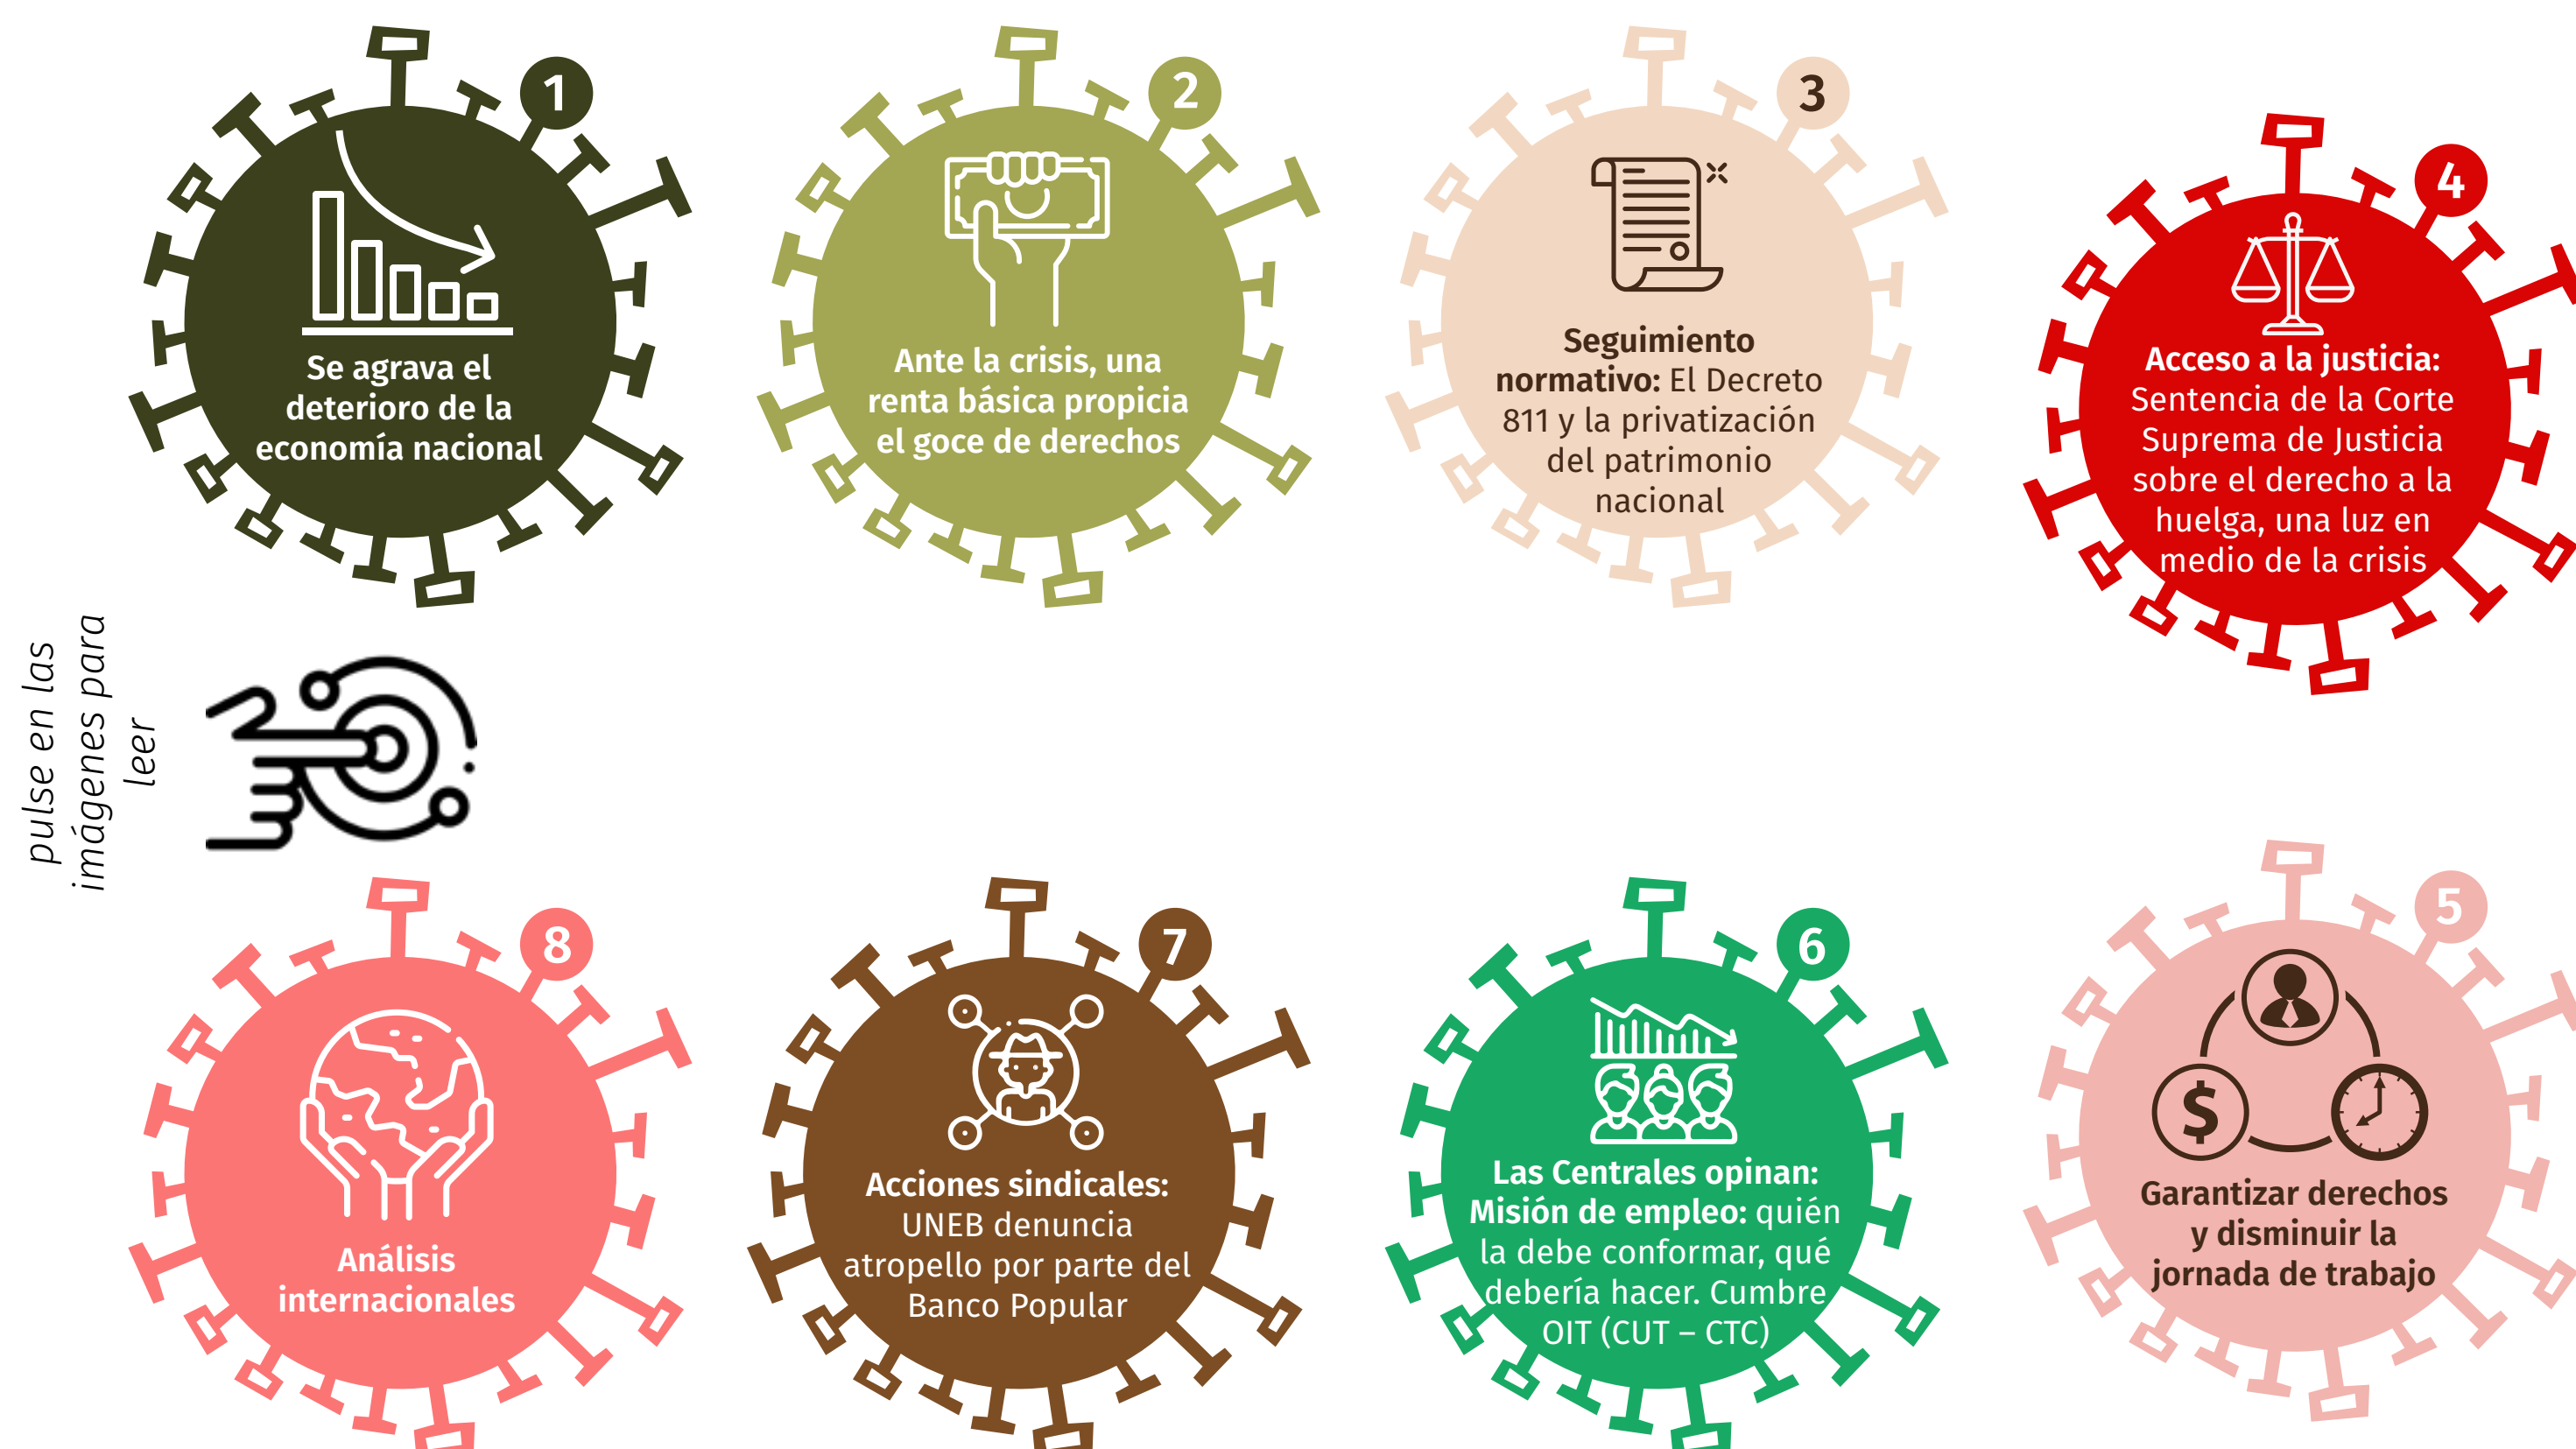 1
Se agrava el
deterioro de la
economía nacional
2
Ante la crisis, una
renta básica propicia
el goce de derechos
3
Seguimiento
normativo: El Decreto
811 y la privatización
del patrimonio
nacional
4
Acceso a la justicia:
Sentencia de la Corte
Suprema de Justicia
sobre el derecho a la
huelga, una luz en
medio de la crisis
pulse en las
imágenes para
leer
5
$
Garantizar derechos
y disminuir la
jornada de trabajo
6
Las Centrales opinan:
Misión de empleo: quién
la debe conformar, qué
debería hacer. Cumbre
OIT (CUT – CTC)
7
Acciones sindicales:
UNEB denuncia
atropello por parte del
Banco Popular
8
Análisis
internacionales